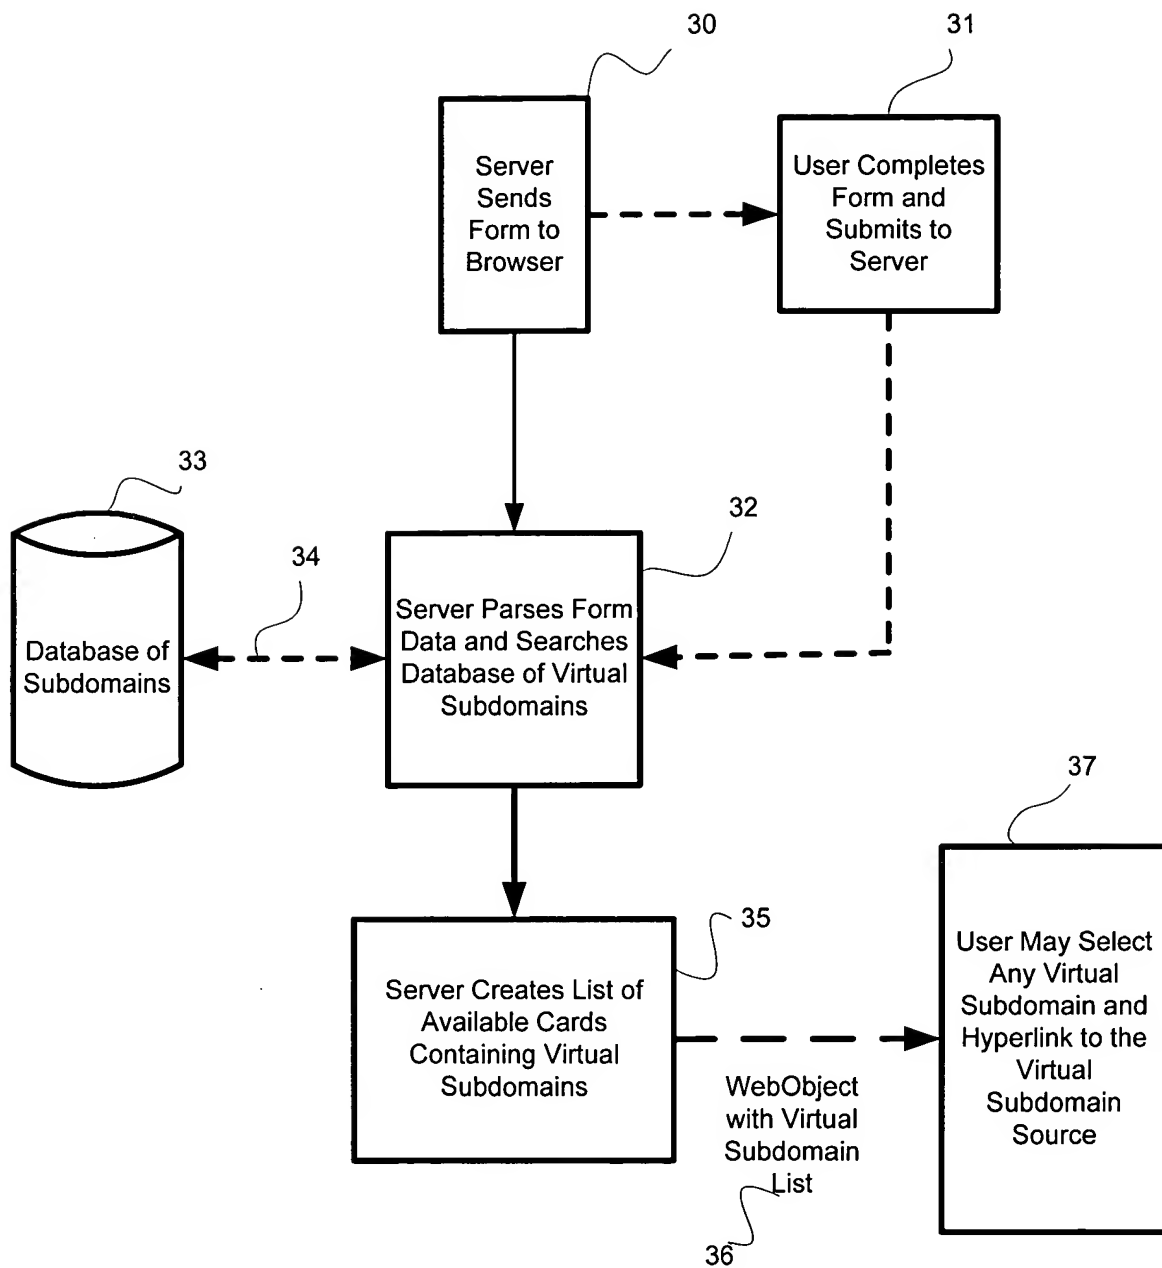 30
31
Server
Sends
Form to
Browser
User Completes
Form and
Submits to
Server
33
34
32
Database of
Subdomains
Server Parses Form
Data and Searches
Database of Virtual
Subdomains
37
35
Server Creates List of
Available Cards
Containing Virtual
Subdomains
WebObject
with Virtual
Subdomain
List
36
User May Select
Any Virtual
Subdomain and
Hyperlink to the
Virtual
Subdomain
Source